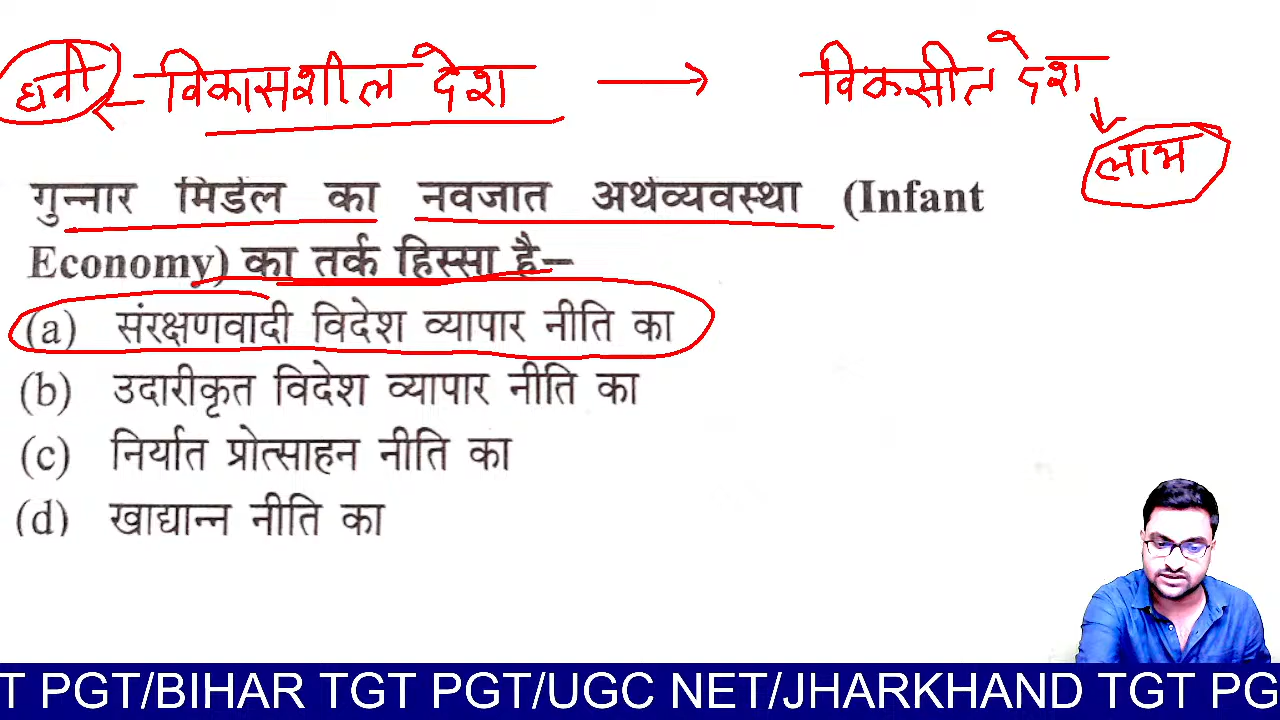 धनी - विकासशील देश → विकसीत देश
लाभ
गुन्नार मिर्डल का नवजात अर्थव्यवस्था (Infant
Economy) का तर्क हिस्सा है–
(a) संरक्षणवादी विदेश व्यापार नीति का
(b) उदारीकृत विदेश व्यापार नीति का
(c) निर्यात प्रोत्साहन नीति का
(d) खाद्यान्न नीति का
T PGT/BIHAR TGT PGT/UGC NET/JHARKHAND TGT PG